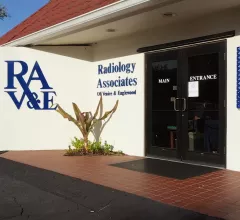 RA
V&E
Radiology
Associates
Of Venice & Englewood
MAIN ENTRANCE